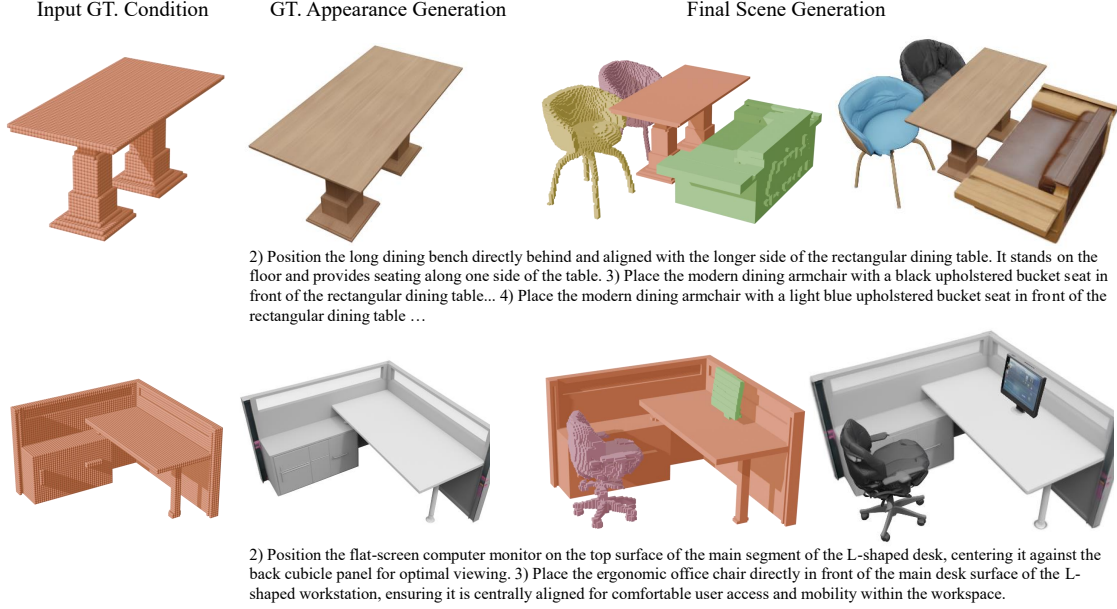 Input GT. Condition
GT. Appearance Generation
Final Scene Generation
2) Position the long dining bench directly behind and aligned with the longer side of the rectangular dining table. It stands on the
floor and provides seating along one side of the table. 3) Place the modern dining armchair with a black upholstered bucket seat in
front of the rectangular dining table... 4) Place the modern dining armchair with a light blue upholstered bucket seat in front of the
rectangular dining table …
2) Position the flat-screen computer monitor on the top surface of the main segment of the L-shaped desk, centering it against the
back cubicle panel for optimal viewing. 3) Place the ergonomic office chair directly in front of the main desk surface of the L-
shaped workstation, ensuring it is centrally aligned for comfortable user access and mobility within the workspace.